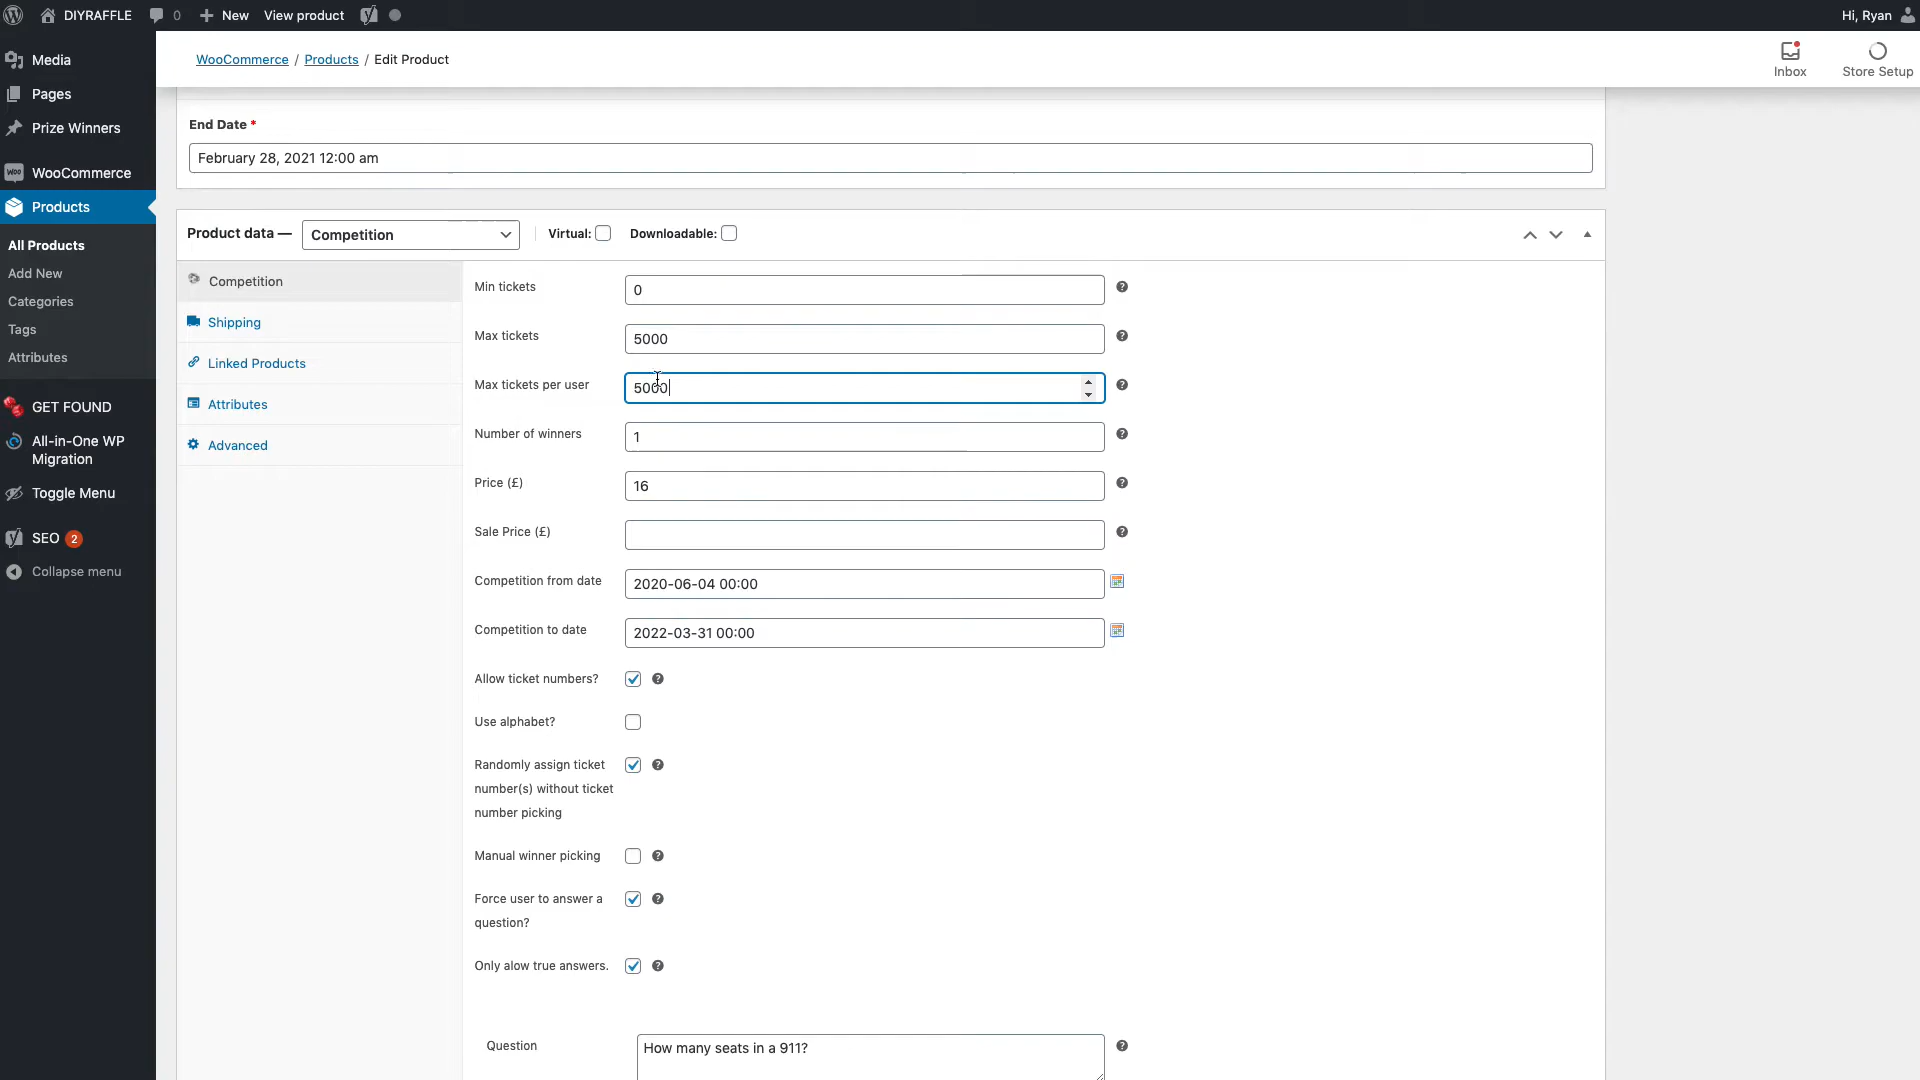 DIYRAFFLE
0
New
View product
Hi, Ryan
Media
Pages
Prize Winners
WooCommerce
Products
All Products
Add New
Categories
Tags
Attributes
GET FOUND
All-in-One WP
Migration
Toggle Menu
SEO 2
Collapse menu
WooCommerce / Products / Edit Product
Inbox
Store Setup
End Date *
February 28, 2021 12:00 am
Product data —
Competition
Virtual:
Downloadable:
Competition
Shipping
Linked Products
Attributes
Advanced
Min tickets
0
Max tickets
5000
Max tickets per user
5000
Number of winners
1
Price (£)
16
Sale Price (£)
Competition from date
2020-06-04 00:00
Competition to date
2022-03-31 00:00
Allow ticket numbers?
Use alphabet?
Randomly assign ticket
number(s) without ticket
number picking
Manual winner picking
Force user to answer a
question?
Only alow true answers.
Question
How many seats in a 911?